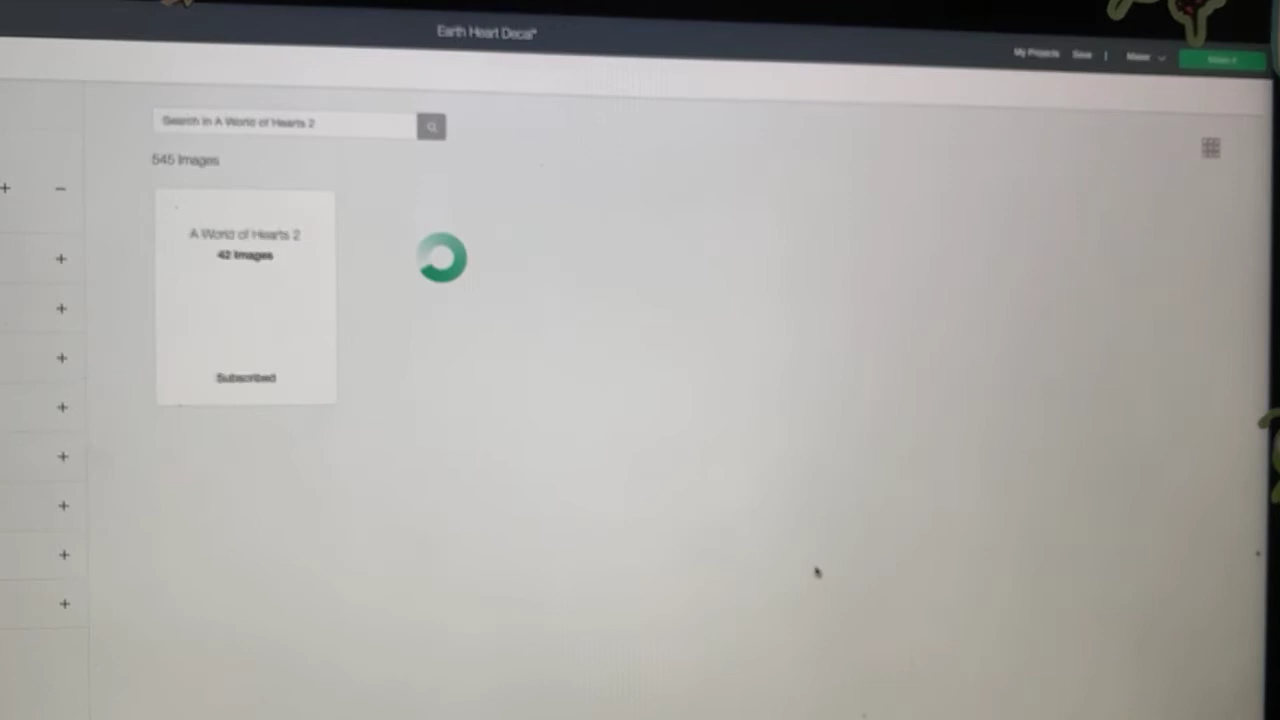 Earth Heart Decal*
My Projects Save | Maker
Search in A World of Hearts 2
545 Images
A World of Hearts 2
42 Images
Subscribed